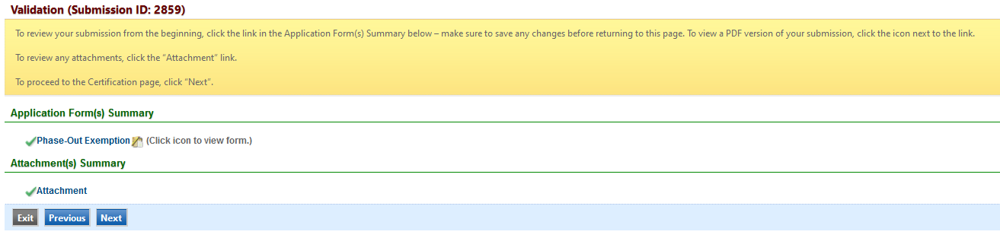 Validation (Submission ID: 2859)
To review your submission from the beginning, click the link in the Application Form(s) Summary below – make sure to save any changes before returning to this page. To view a PDF version of your submission, click the icon next to the link.
To review any attachments, click the “Attachment” link.
To proceed to the Certification page, click “Next”.
Application Form(s) Summary
Phase-Out Exemption (Click icon to view form.)
Attachment(s) Summary
Attachment
Exit Previous Next